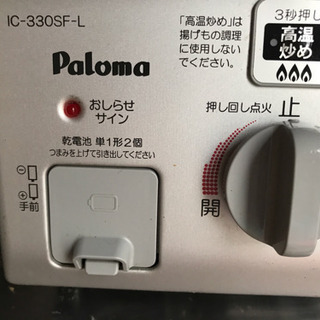 IC-330SF-L
Paloma
おしらせ
サイン
乾電池 単1形2個
つまみを上げて引き出してください
⊖
⊕
手前
「高温炒め」は
揚げもの調理
に使用しない
でください。
3秒押し
高温
炒め
押し回し点火
止
開